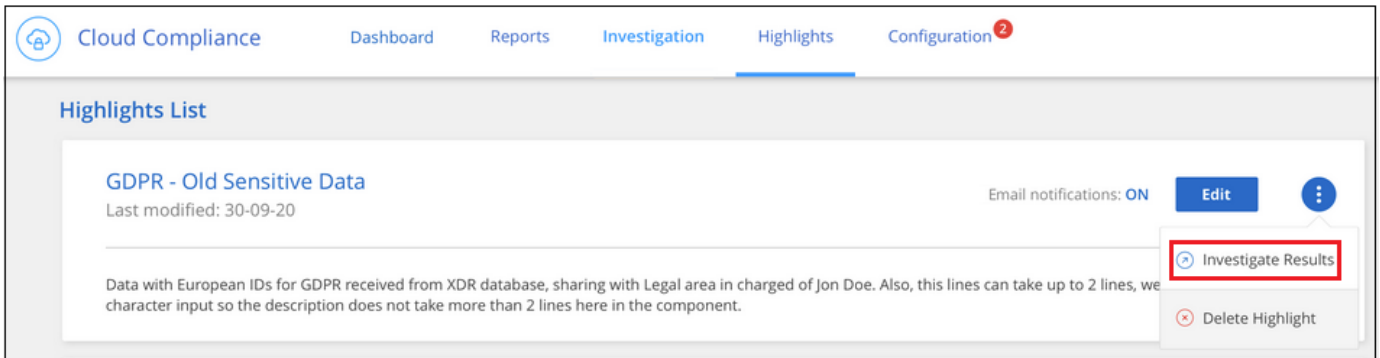 Cloud Compliance Dashboard Reports Investigation Highlights Configuration 2
Highlights List
GDPR - Old Sensitive Data
Last modified: 30-09-20
Email notifications: ON Edit
Investigate Results
Data with European IDs for GDPR received from XDR database, sharing with Legal area in charged of Jon Doe. Also, this lines can take up to 2 lines, we
character input so the description does not take more than 2 lines here in the component.
Delete Highlight